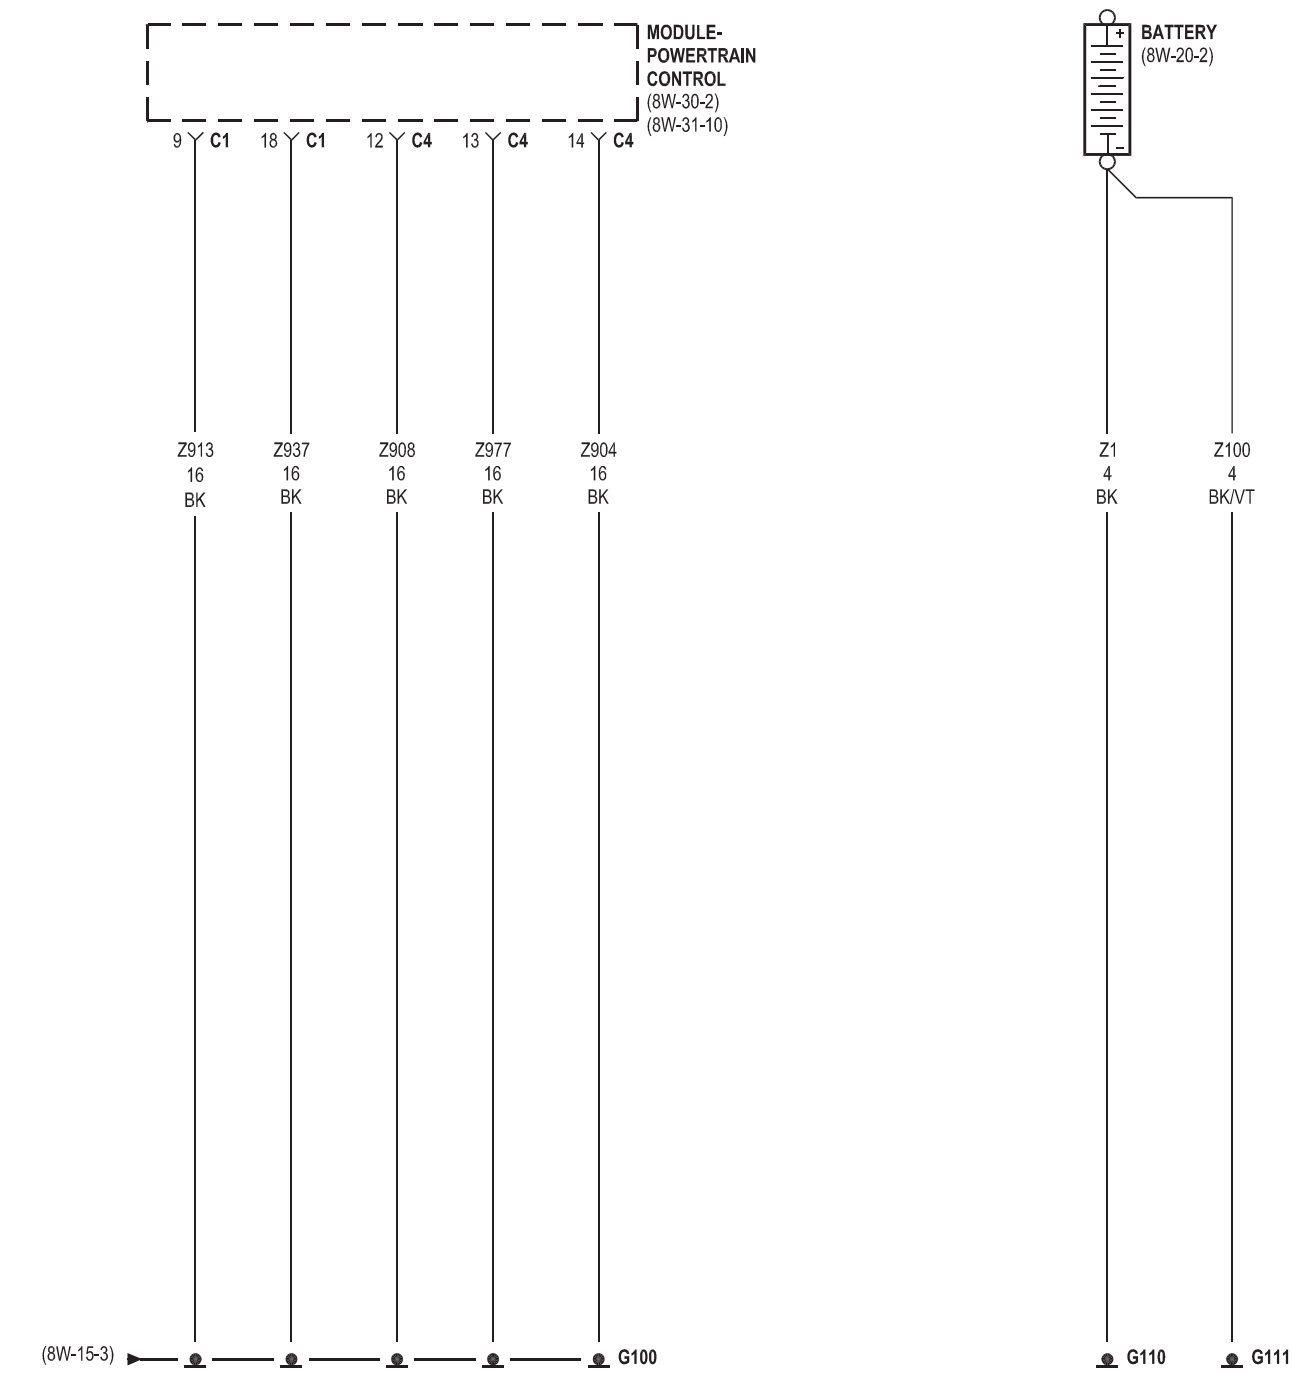 MODULE-
POWERTRAIN
CONTROL
(8W-30-2)
(8W-31-10)
BATTERY
(8W-20-2)
+
-
9 C1 18 C1 12 C4 13 C4 14 C4
Z913 Z937 Z908 Z977 Z904 Z1 Z100
16 16 16 16 16 4 4
BK BK BK BK BK BK BK/VT
(8W-15-3) G100 G110 G111